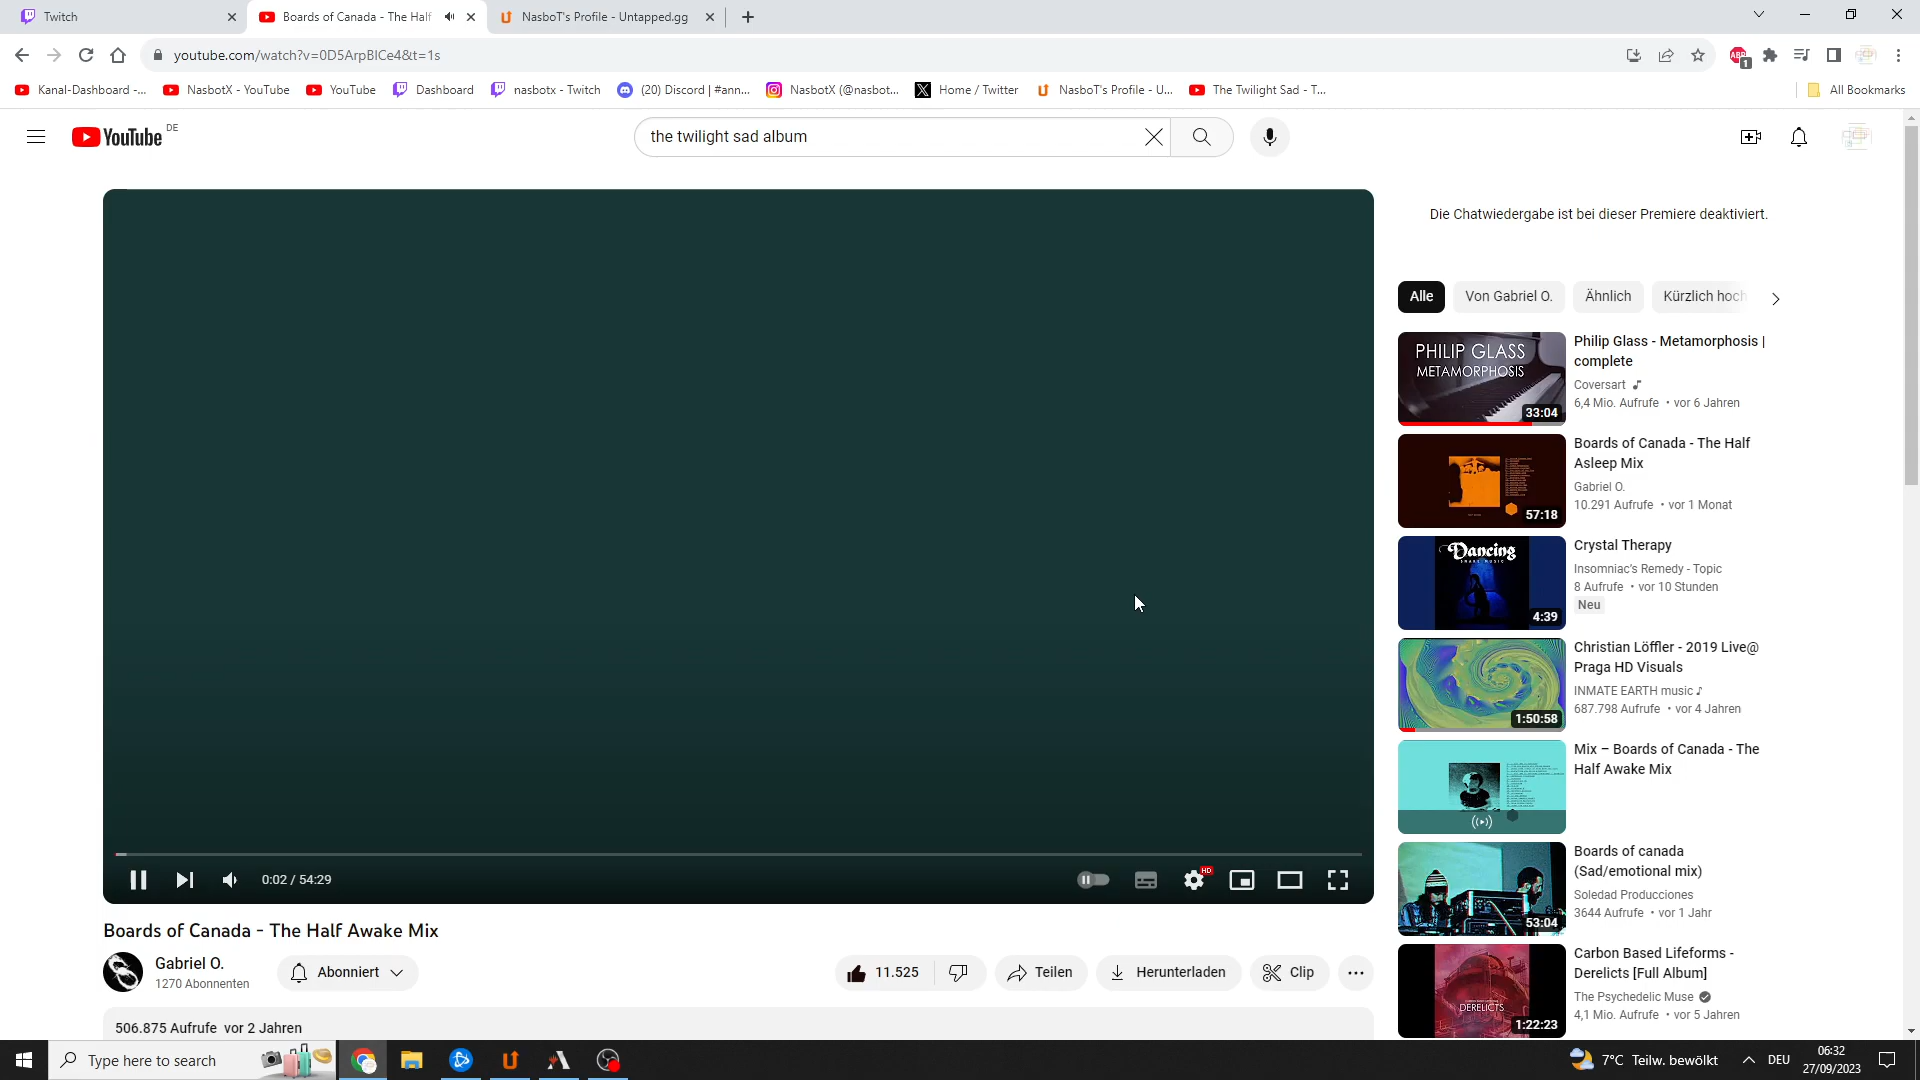 Twitch
Boards of Canada - The Half
NasboT's Profile - Untapped.gg
youtube.com/watch?v=0D5ArpBlCe4&t=1s
ABP
1
Kanal-Dashboard -...
NasbotX - YouTube
YouTube
Dashboard
nasbotx - Twitch
(20) Discord | #ann...
NasbotX (@nasbot...
Home / Twitter
NasboT's Profile - U...
The Twilight Sad - T...
All Bookmarks
YouTube DE
the twilight sad album
Die Chatwiedergabe ist bei dieser Premiere deaktiviert.
Alle
Von Gabriel O.
Ähnlich
Kürzlich hoch
PHILIP GLASS
METAMORPHOSIS
33:04
Philip Glass - Metamorphosis |
complete
Coversart
6,4 Mio. Aufrufe • vor 6 Jahren
57:18
Boards of Canada - The Half
Asleep Mix
Gabriel O.
10.291 Aufrufe • vor 1 Monat
Dancing
SNAKE MUSIC
4:39
Crystal Therapy
Insomniac's Remedy - Topic
8 Aufrufe • vor 10 Stunden
Neu
1:50:58
Christian Löffler - 2019 Live@
Praga HD Visuals
INMATE EARTH music
687.798 Aufrufe • vor 4 Jahren
Mix – Boards of Canada - The
Half Awake Mix
53:04
Boards of canada
(Sad/emotional mix)
Soledad Producciones
3644 Aufrufe • vor 1 Jahr
DERELICTS
1:22:23
Carbon Based Lifeforms -
Derelicts [Full Album]
The Psychedelic Muse
4,1 Mio. Aufrufe • vor 5 Jahren
0:02 / 54:29
HD
Boards of Canada - The Half Awake Mix
Gabriel O.
1270 Abonnenten
Abonniert
11.525
Teilen
Herunterladen
Clip
506.875 Aufrufe vor 2 Jahren
Type here to search
7°C Teilw. bewölkt
DEU
06:32
27/09/2023